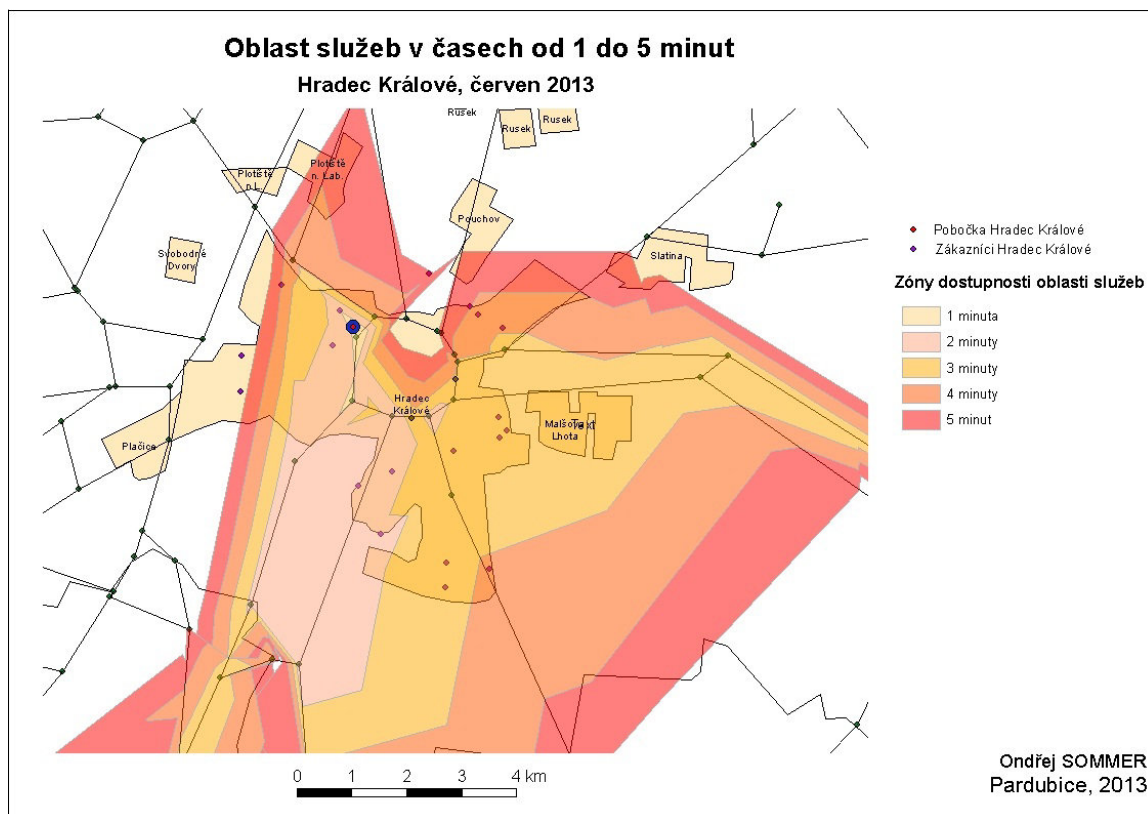 Oblast služeb v časech od 1 do 5 minut
Hradec Králové, červen 2013
Rusek
Rusek
Rusek
Plotiště
n. Lab.
Plotiště
n.L.
Pouchov
Svobodné
Dvory
Slatina
Hradec
Králové
Malšova
Lhota
Text
Plačice
Pobočka Hradec Králové
Zákazníci Hradec Králové
Zóny dostupnosti oblasti služeb
1 minuta
2 minuty
3 minuty
4 minuty
5 minut
0 1 2 3 4 km
Ondřej SOMMER
Pardubice, 2013